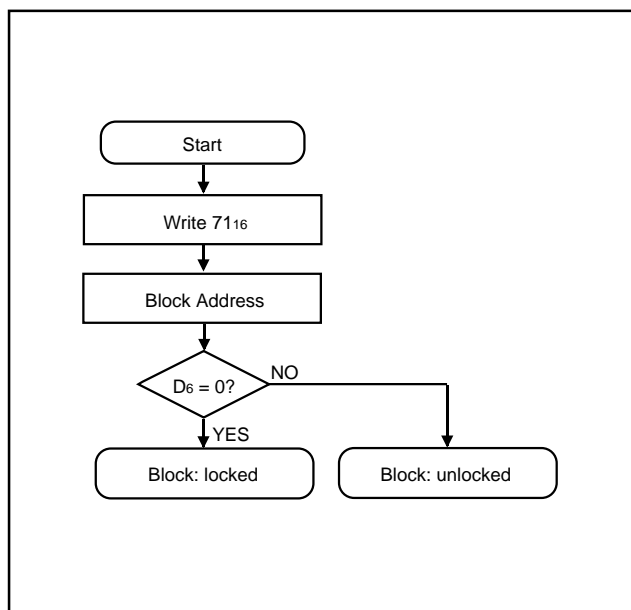 Start
Write 71₁₆
Block Address
D₆ = 0?
NO
YES
Block: locked
Block: unlocked